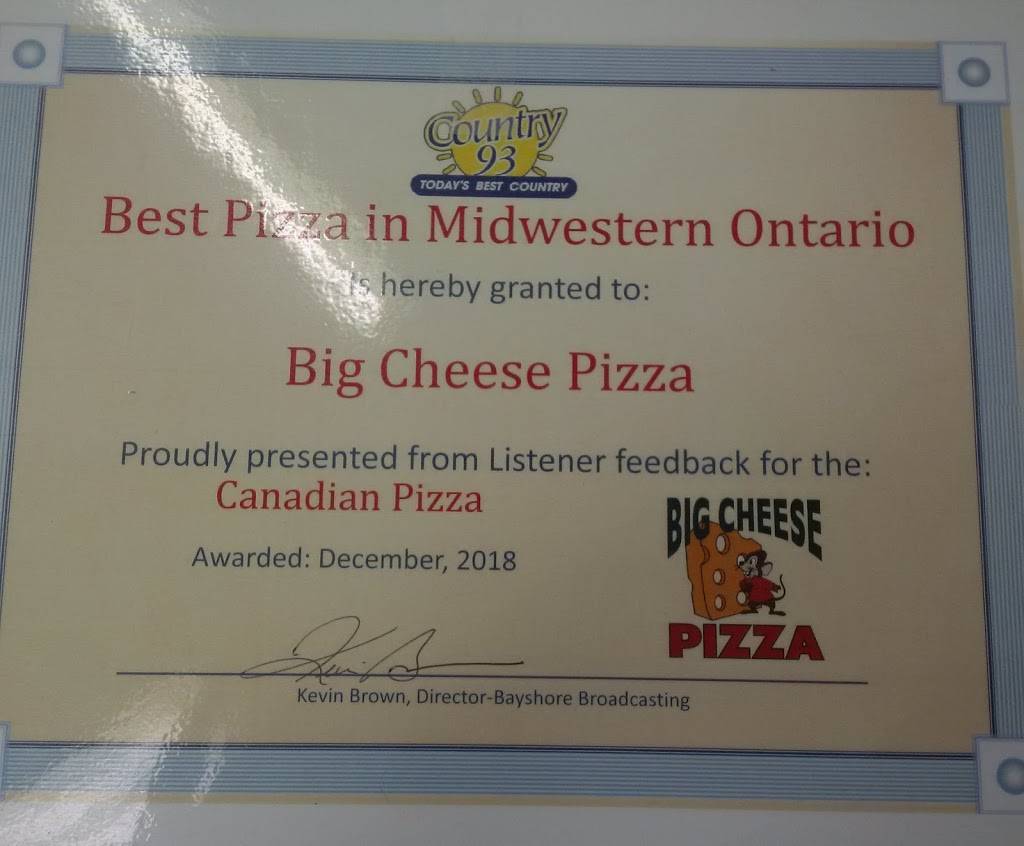 Country
93
TODAY'S BEST COUNTRY
Best Pizza in Midwestern Ontario
Is hereby granted to:
Big Cheese Pizza
Proudly presented from Listener feedback for the:
Canadian Pizza
Awarded: December, 2018
BIG CHEESE
PIZZA
Kevin Brown, Director-Bayshore Broadcasting